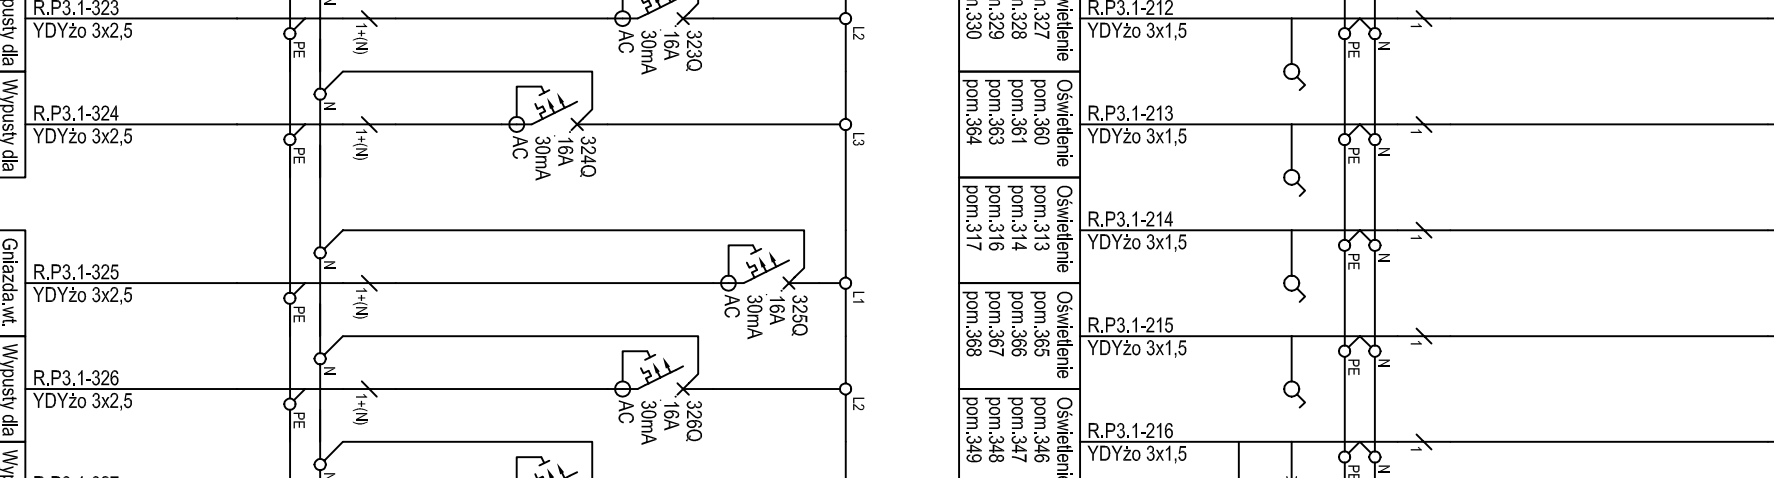 R.P3.1-323
YDYżo 3x2,5
PE
N
1+(N)
AC
30mA
16A
323Q
L2
Wypusty dla
R.P3.1-324
YDYżo 3x2,5
PE
N
1+(N)
AC
30mA
16A
324Q
L3
Gniazda.wt.
R.P3.1-325
YDYżo 3x2,5
PE
N
1+(N)
AC
30mA
16A
325Q
L1
Wypusty dla
R.P3.1-326
YDYżo 3x2,5
PE
N
1+(N)
AC
30mA
16A
326Q
L2
N
R.P3.1-212
YDYżo 3x1,5
PE
N
1
Oświetlenie
pom.360
pom.361
pom.363
pom.364
R.P3.1-213
YDYżo 3x1,5
PE
N
1
Oświetlenie
pom.313
pom.314
pom.316
pom.317
R.P3.1-214
YDYżo 3x1,5
PE
N
1
Oświetlenie
pom.365
pom.366
pom.367
pom.368
R.P3.1-215
YDYżo 3x1,5
PE
N
1
Oświetlenie
pom.346
pom.347
pom.348
pom.349
R.P3.1-216
YDYżo 3x1,5
PE
N
1